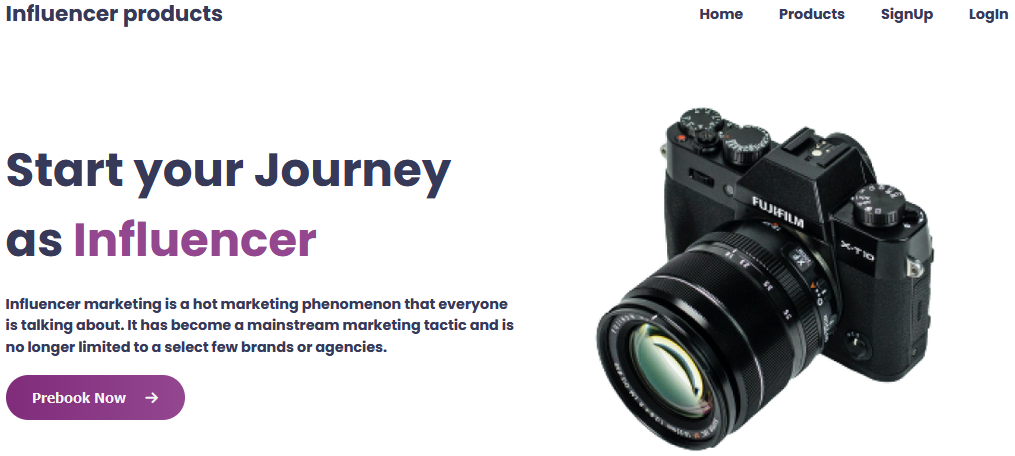 Influencer products
Home Products SignUp LogIn
Start your Journey
as Influencer
Influencer marketing is a hot marketing phenomenon that everyone
is talking about. It has become a mainstream marketing tactic and is
no longer limited to a select few brands or agencies.
Prebook Now
FUJIFILM
X-T10
XF